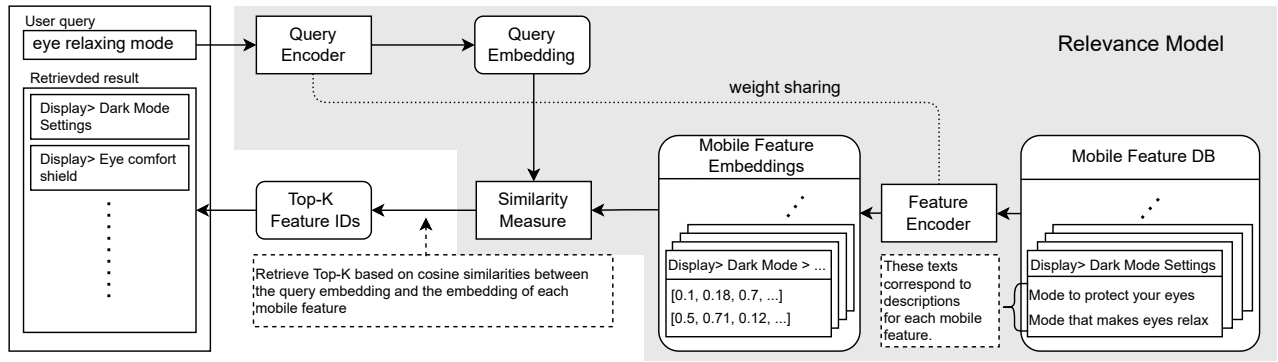 User query
eye relaxing mode
Retrievded result
Display> Dark Mode
Settings
Display> Eye comfort
shield
Query
Encoder
Query
Embedding
Relevance Model
weight sharing
Top-K
Feature IDs
Similarity
Measure
Retrieve Top-K based on cosine similarities between
the query embedding and the embedding of each
mobile feature
Mobile Feature
Embeddings
Display> Dark Mode > ...
[0.1, 0.18, 0.7, ...]
[0.5, 0.71, 0.12, ...]
Feature
Encoder
These texts
correspond to
descriptions
for each mobile
feature.
Mobile Feature DB
Display> Dark Mode Settings
Mode to protect your eyes
Mode that makes eyes relax